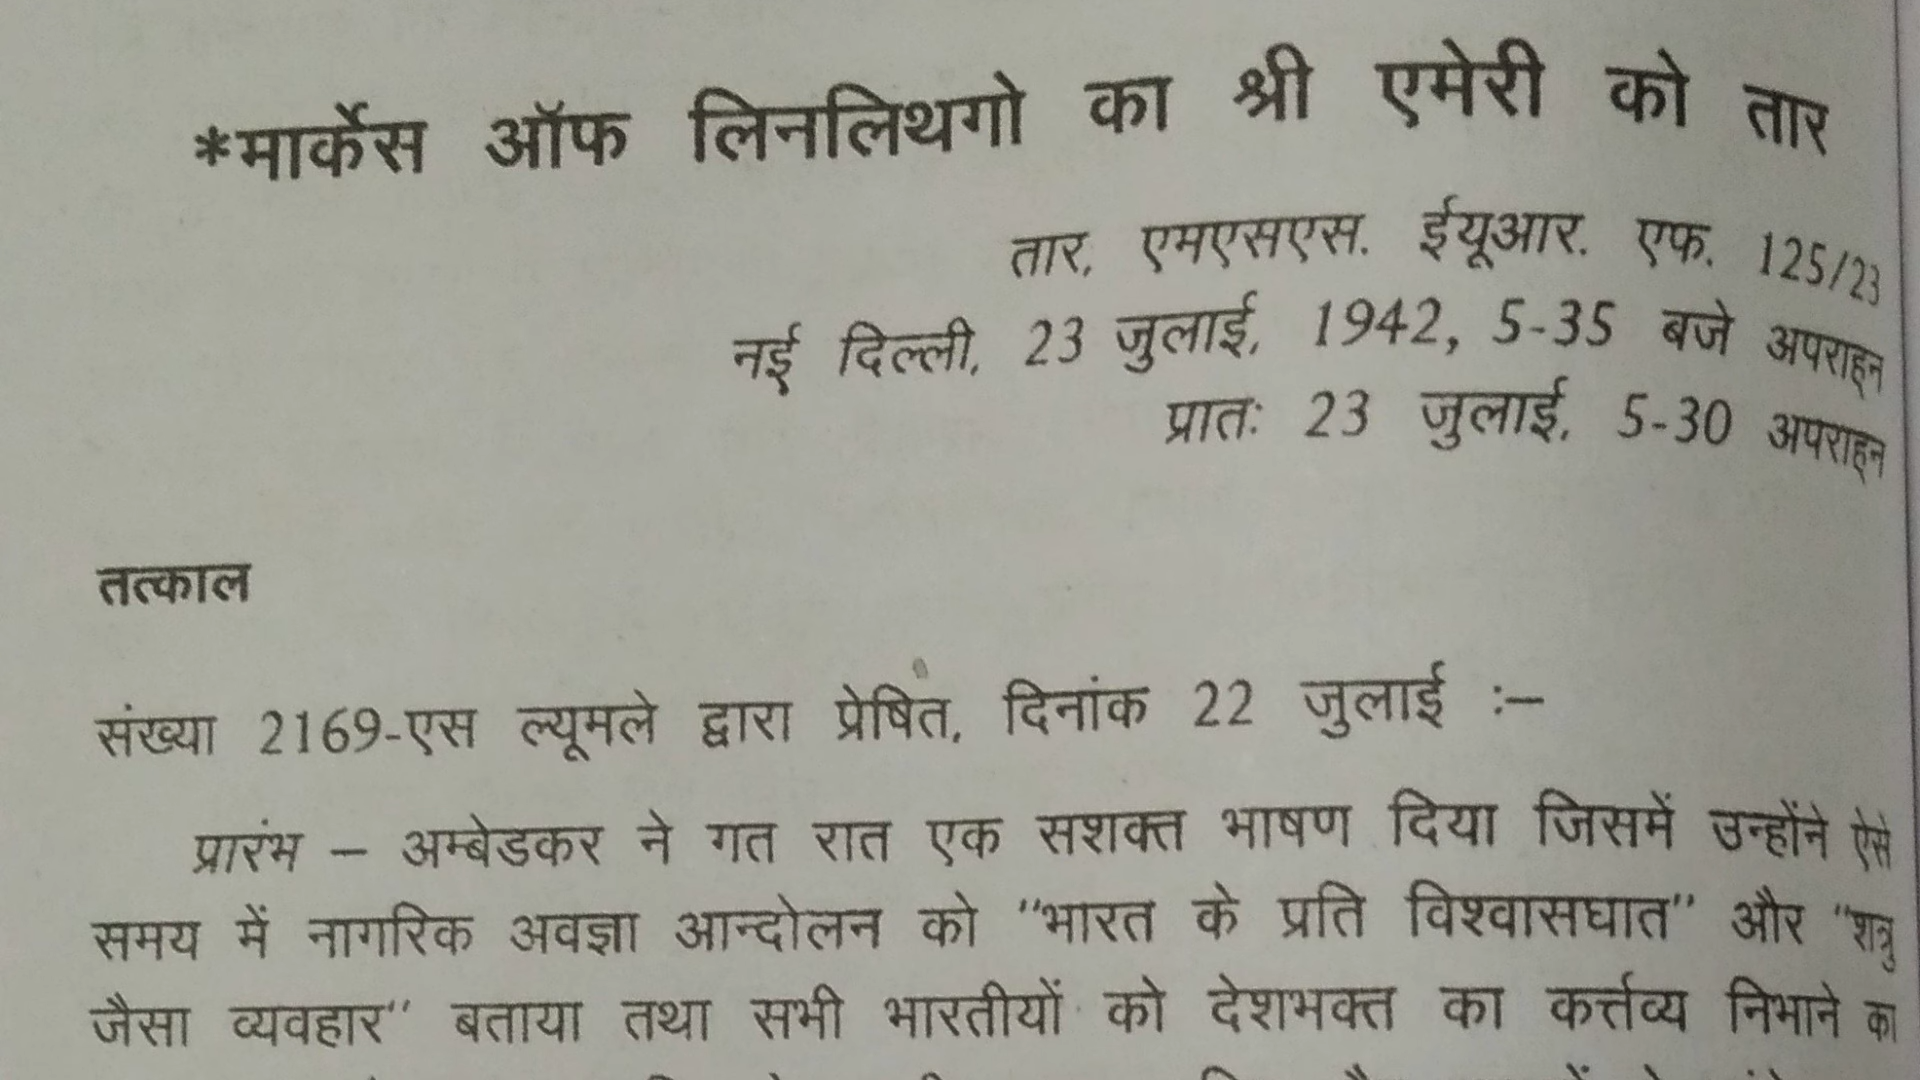 *मार्केस ऑफ लिनलिथगो का श्री एमेरी को तार
तार, एमएसएस. ईयूआर. एफ. 125/23
नई दिल्ली, 23 जुलाई, 1942, 5-35 बजे अपराह्न
प्रातः 23 जुलाई, 5-30 अपराह्न
तत्काल
संख्या 2169-एस ल्यूमले द्वारा प्रेषित, दिनांक 22 जुलाई :–
प्रारंभ – अम्बेडकर ने गत रात एक सशक्त भाषण दिया जिसमें उन्होंने ऐसे
समय में नागरिक अवज्ञा आन्दोलन को "भारत के प्रति विश्वासघात" और "शत्रु
जैसा व्यवहार" बताया तथा सभी भारतीयों को देशभक्त का कर्त्तव्य निभाने का